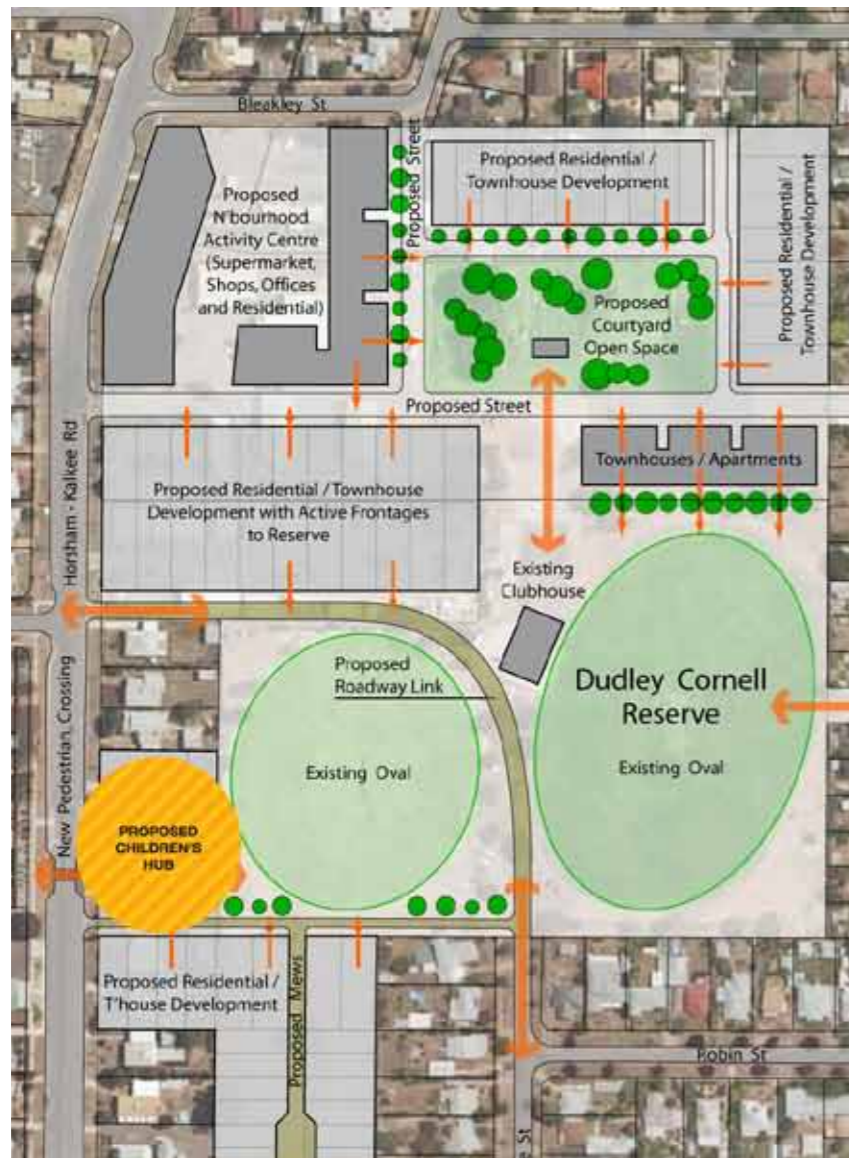 Bleakley St
Proposed
N'bourhood
Activity Centre
(Supermarket,
Shops, Offices
and Residential)
Proposed Street
Proposed Residential /
Townhouse Development
Proposed Residential /
Townhouse Development
Proposed
Courtyard
Open Space
Proposed Street
Horsham - Kalkee Rd
Proposed Residential / Townhouse
Development with Active Frontages
to Reserve
Townhouses / Apartments
Existing
Clubhouse
Proposed
Roadway Link
Dudley Cornell
Reserve
Existing Oval
Existing Oval
New Pedestrian Crossing
PROPOSED
CHILDREN'S
HUB
Proposed Residential /
T'house Development
Proposed Mews
Robin St
e St